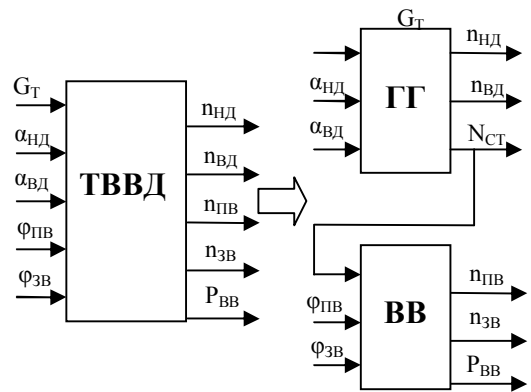 G_Т
α_НД
α_ВД
φ_ПВ
φ_ЗВ
ТВВД
n_НД
n_ВД
n_ПВ
n_ЗВ
P_ВВ
G_Т
α_НД
α_ВД
ГГ
n_НД
n_ВД
N_СТ
φ_ПВ
φ_ЗВ
ВВ
n_ПВ
n_ЗВ
P_ВВ